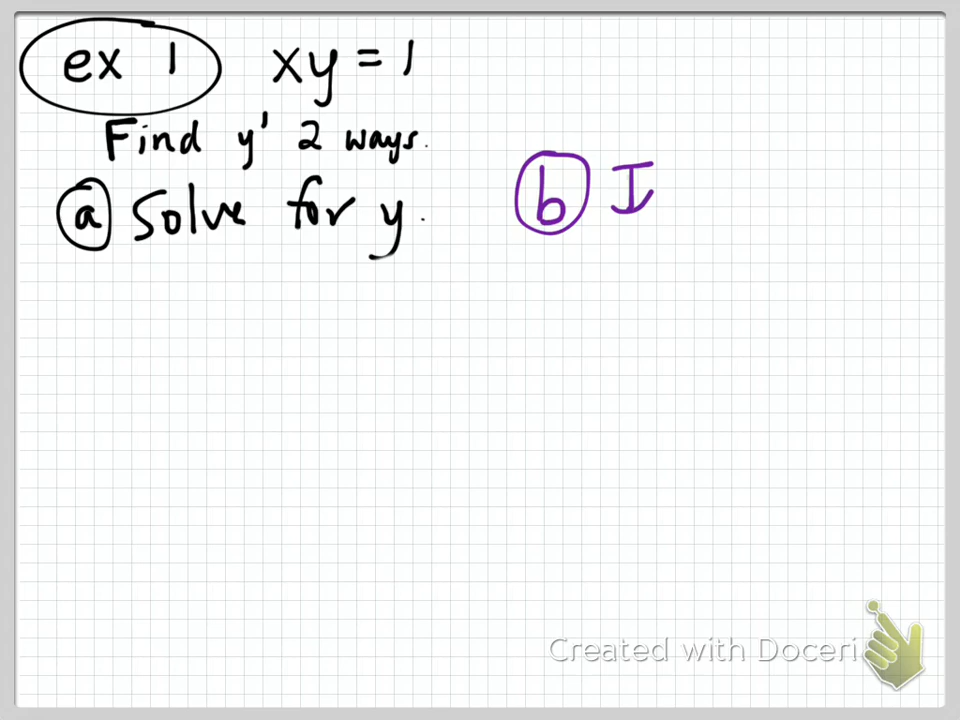 ex 1 xy = 1
Find y' 2 ways.
a Solve for y.
b I
Created with Doceri